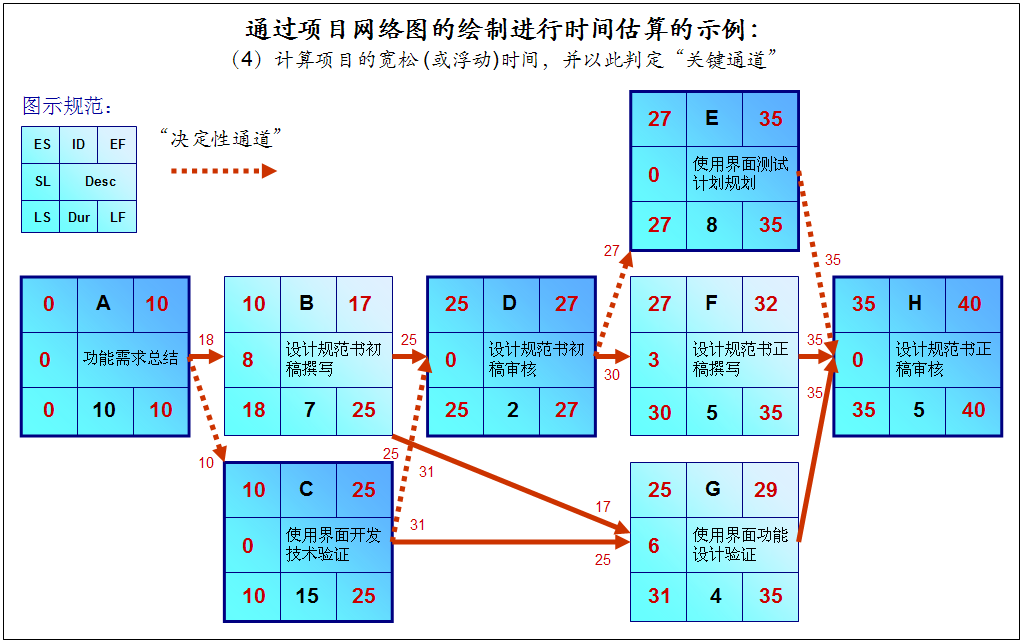 通过项目网络图的绘制进行时间估算的示例：
（4）计算项目的宽松(或浮动)时间，并以此判定“关键通道”
图示规范：
ES ID EF
SL Desc
LS Dur LF
“决定性通道”
27 E 35
0 使用界面测试
计划规划
27 8 35
27
35
0 A 10
0 功能需求总结
0 10 10
18
10
10 B 17
8 设计规范书初
稿撰写
18 7 25
25
25
31
25 D 27
0 设计规范书初
稿审核
25 2 27
30
27 F 32
3 设计规范书正
稿撰写
30 5 35
35
35
35 H 40
0 设计规范书正
稿审核
35 5 40
10 C 25
0 使用界面开发
技术验证
10 15 25
31
17
25
25 G 29
6 使用界面功能
设计验证
31 4 35